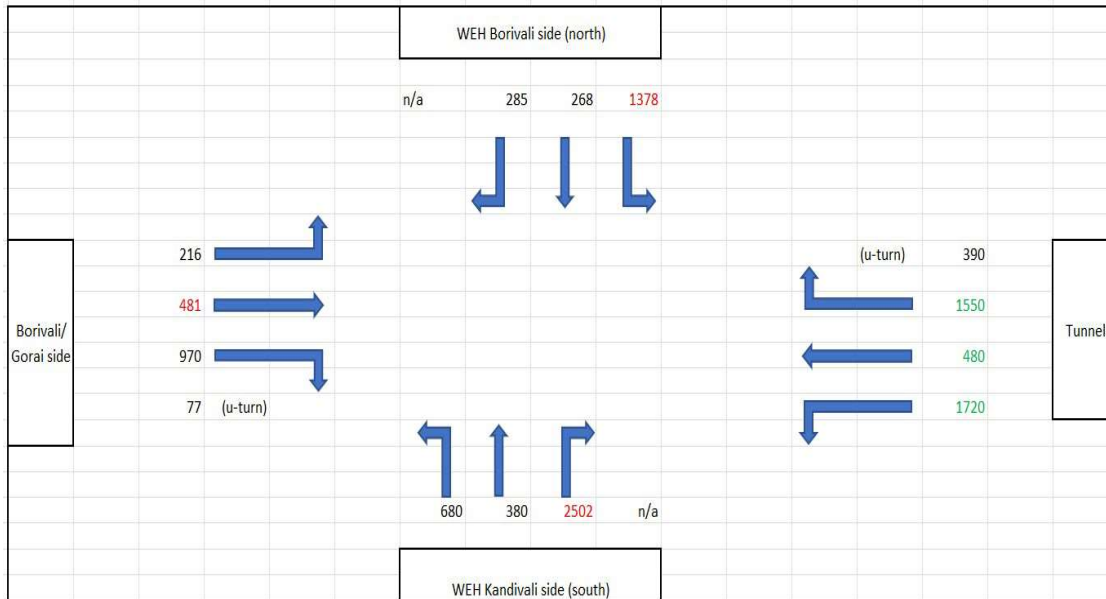 WEH Borivali side (north)
n/a 285 268 1378
216 (u-turn) 390
481 1550
Borivali/
Gorai side
970 480
Tunnel
77 (u-turn) 1720
680 380 2502 n/a
WEH Kandivali side (south)